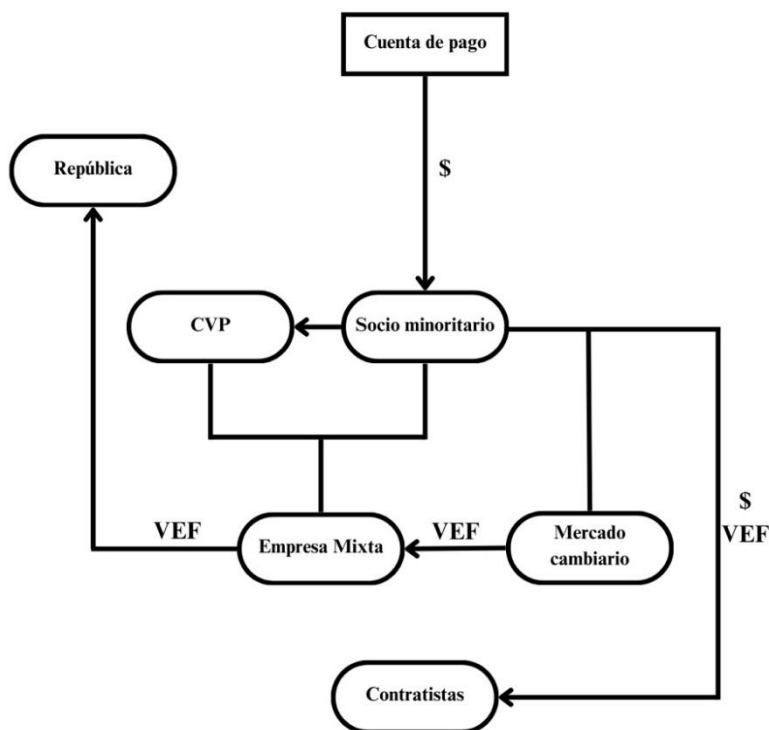 Cuenta de pago
República
$
CVP
Socio minoritario
$
VEF
VEF
Empresa Mixta
VEF
Mercado
cambiario
Contratistas